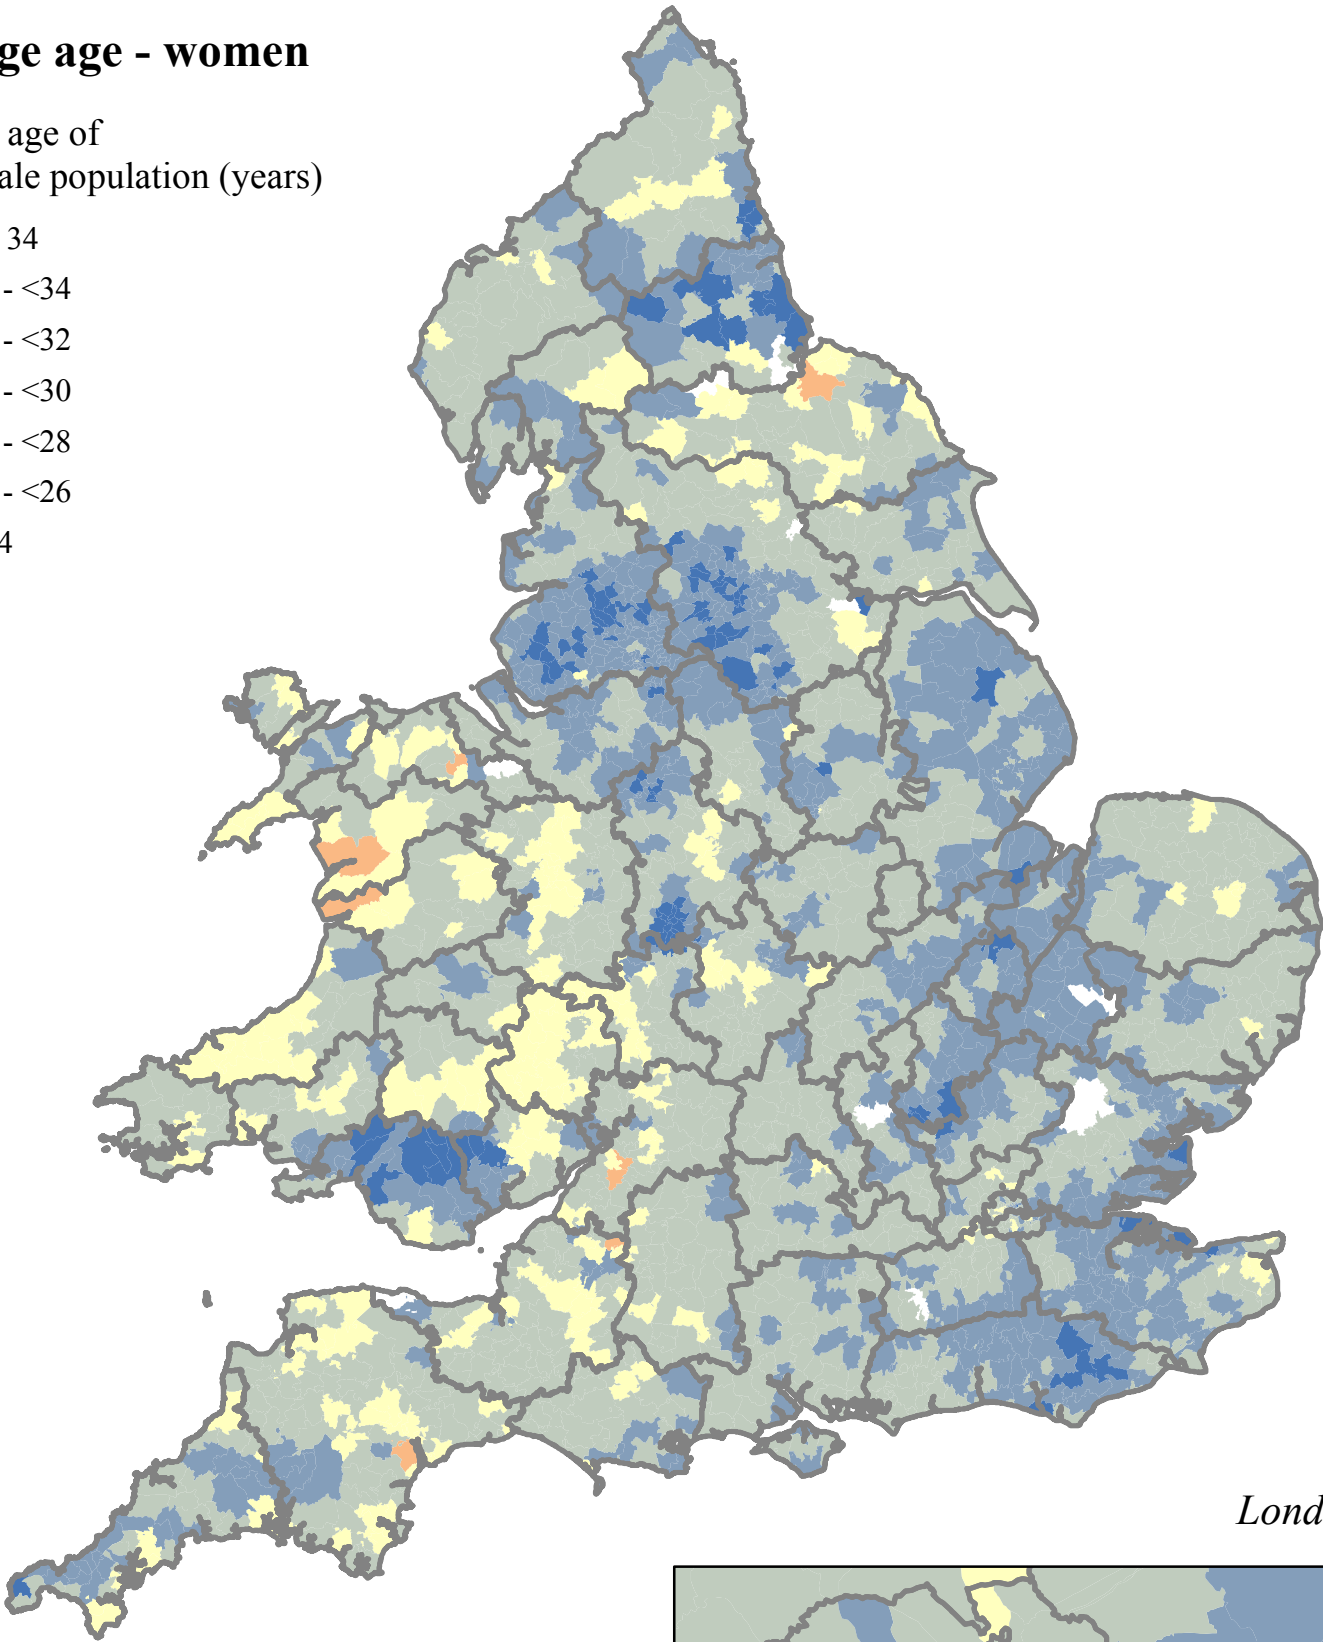 ge age - women
age of
ale population (years)
34
- <34
- <32
- <30
- <28
- <26
4
Lond